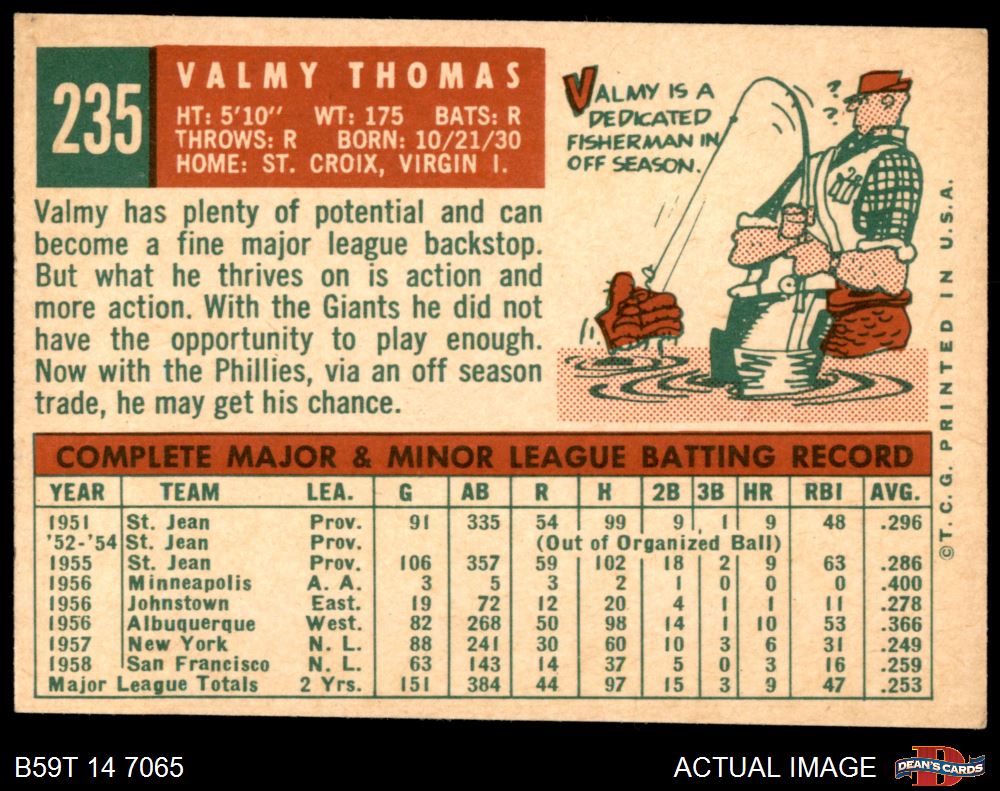 235
VALMY THOMAS
HT: 5'10" WT: 175 BATS: R
THROWS: R BORN: 10/21/30
HOME: ST. CROIX, VIRGIN I.
Valmy has plenty of potential and can
become a fine major league backstop.
But what he thrives on is action and
more action. With the Giants he did not
have the opportunity to play enough.
Now with the Phillies, via an off season
trade, he may get his chance.
VALMY IS A
DEDICATED
FISHERMAN IN
OFF SEASON.
? ?
©T. C. G. PRINTED IN U.S.A.
COMPLETE MAJOR & MINOR LEAGUE BATTING RECORD
YEAR TEAM LEA. G AB R H 2B 3B HR RBI AVG.
1951 St. Jean Prov. 91 335 54 99 9 1 9 48 .296
'52-'54 St. Jean Prov. (Out of Organized Ball)
1955 St. Jean Prov. 106 357 59 102 18 2 9 63 .286
1956 Minneapolis A. A. 3 5 3 2 1 0 0 0 .400
1956 Johnstown East. 19 72 12 20 4 1 1 11 .278
1956 Albuquerque West. 82 268 50 98 14 1 10 53 .366
1957 New York N. L. 88 241 30 60 10 3 6 31 .249
1958 San Francisco N. L. 63 143 14 37 5 0 3 16 .259
Major League Totals 2 Yrs. 151 384 44 97 15 3 9 47 .253
B59T 14 7065
ACTUAL IMAGE
DEAN'S CARDS